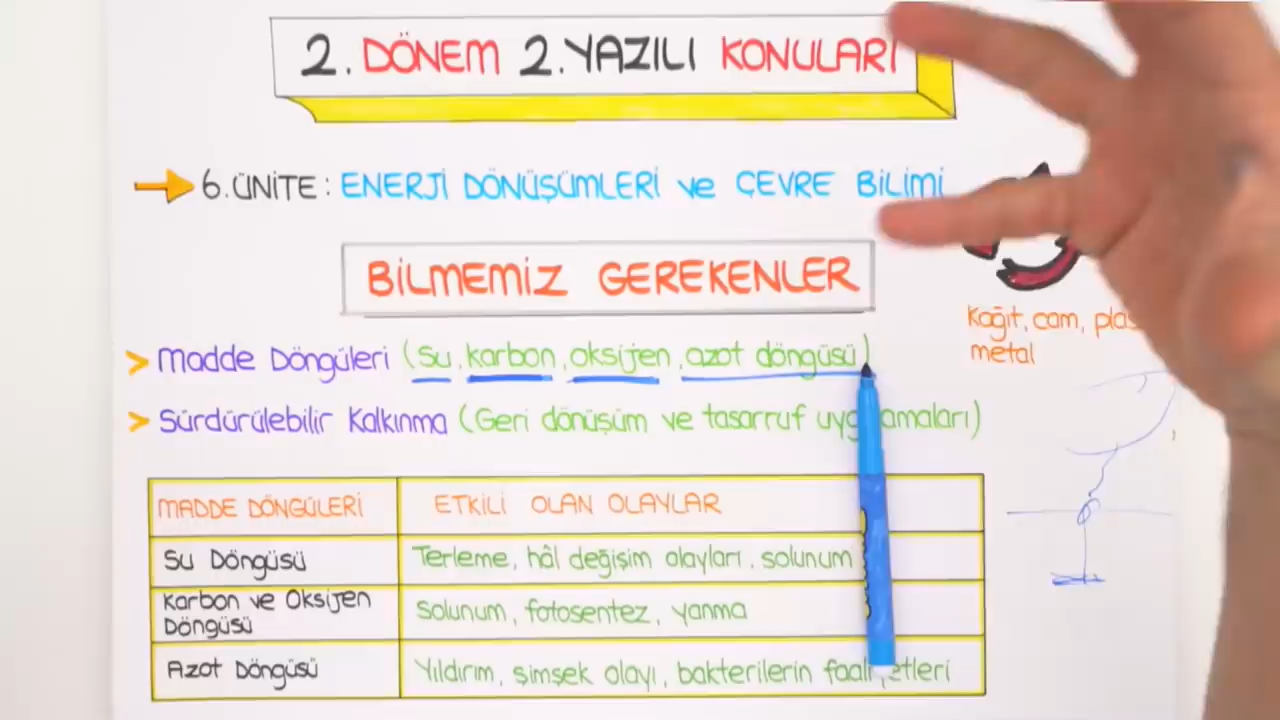 2. DÖNEM 2. YAZILI KONULARI
→ 6. ÜNİTE: ENERJİ DÖNÜŞÜMLERİ ve ÇEVRE BİLİMİ
BİLMEMİZ GEREKENLER
> Madde Döngüleri (Su, karbon, oksijen, azot döngüsü)
> Sürdürülebilir Kalkınma (Geri dönüşüm ve tasarruf uygulamaları)
Kağıt, cam,
metal
MADDE DÖNGÜLERİ ETKİLİ OLAN OLAYLAR
Su Döngüsü Terleme, hâl değişim olayları, solunum
Karbon ve Oksijen
Döngüsü
Solunum, fotosentez, yanma
Azot Döngüsü Yıldırım, şimşek olayı, bakterilerin faaliyetleri